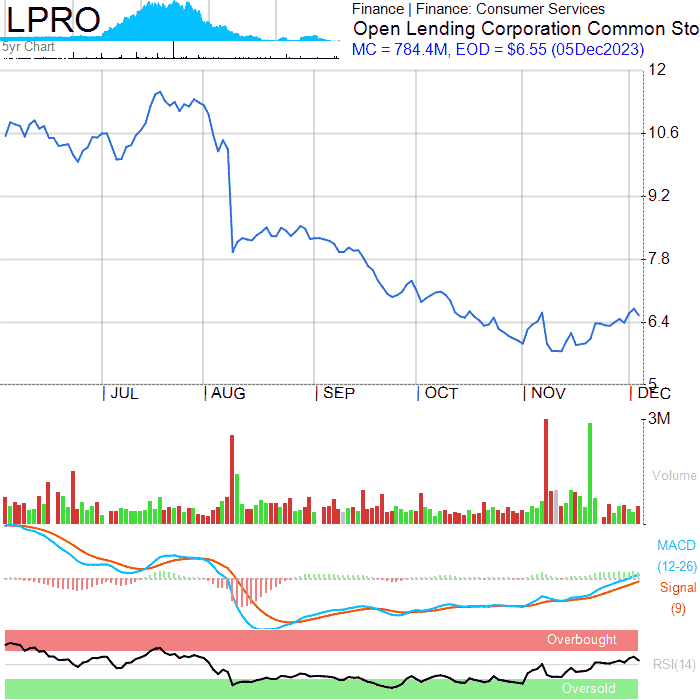 LPRO
5yr Chart
Finance | Finance: Consumer Services
Open Lending Corporation Common Sto
MC = 784.4M, EOD = $6.55 (05Dec2023)
12
10.6
9.2
7.8
6.4
5
JUL AUG SEP OCT NOV DEC
3M
Volume
MACD
(12-26)
Signal
(9)
Overbought
RSI(14)
Oversold